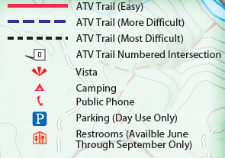 ATV Trail (Easy)
ATV Trail (More Difficult)
ATV Trail (Most Difficult)
ATV Trail Numbered Intersection
Vista
Camping
Public Phone
P Parking (Day Use Only)
Restrooms (Availble June
Through September Only)